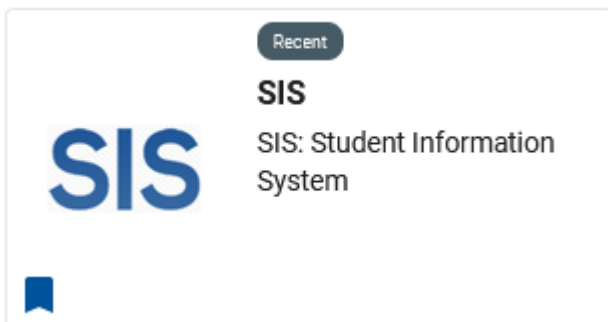 Recent
SIS
SIS
SIS: Student Information
System